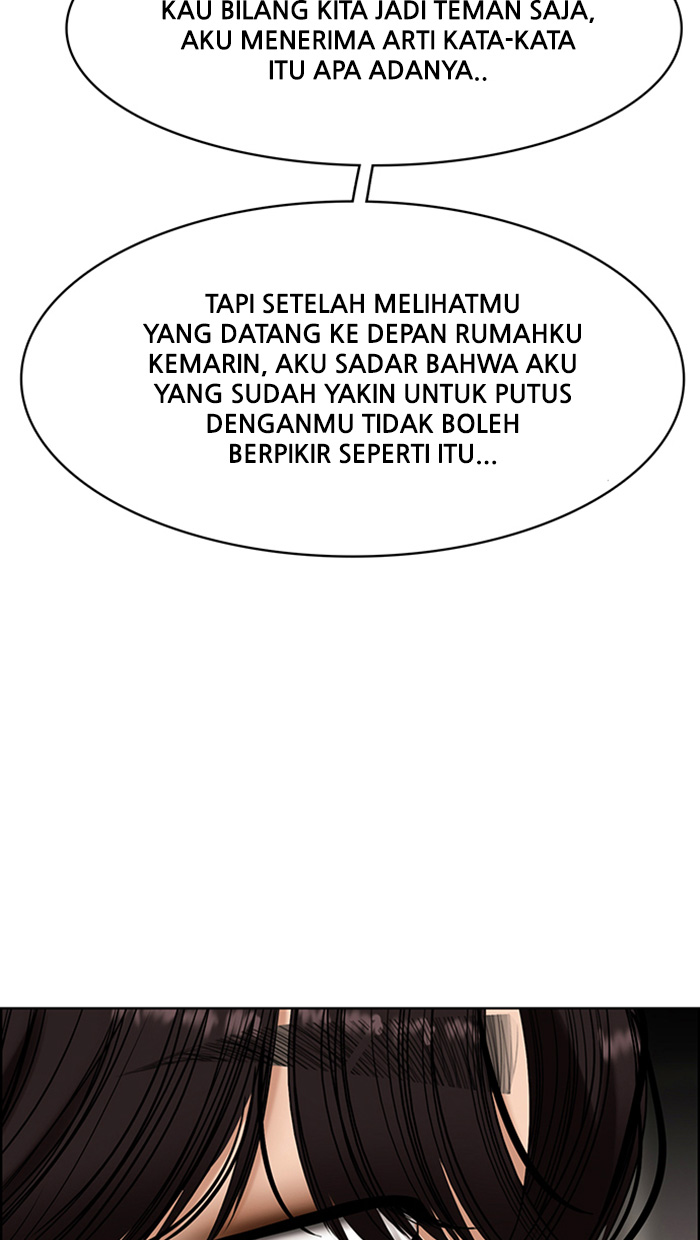 KAU BILANG KITA JADI TEMAN SAJA,
AKU MENERIMA ARTI KATA-KATA
ITU APA ADANYA..
TAPI SETELAH MELIHATMU
YANG DATANG KE DEPAN RUMAHKU
KEMARIN, AKU SADAR BAHWA AKU
YANG SUDAH YAKIN UNTUK PUTUS
DENGANMU TIDAK BOLEH
BERPIKIR SEPERTI ITU...